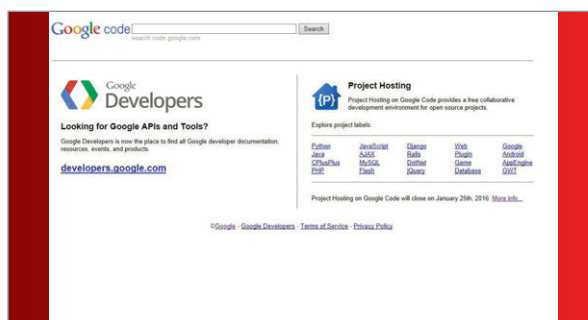 Google code
Search
search code.google.com
Google
Developers
Looking for Google APIs and Tools?
Google Developers is now the place to find all Google developer documentation,
resources, events, and products.
developers.google.com
{P}
Project Hosting
Project Hosting on Google Code provides a free collaborative
development environment for open source projects.
Explore project labels:
Python JavaScript Django Web Google
Java AJAX Rails Plugin Android
CPlusPlus MySQL DotNet Game AppEngine
PHP Flash jQuery Database GWT
Project Hosting on Google Code will close on January 25th, 2016. More info...
©Google - Google Developers - Terms of Service - Privacy Policy